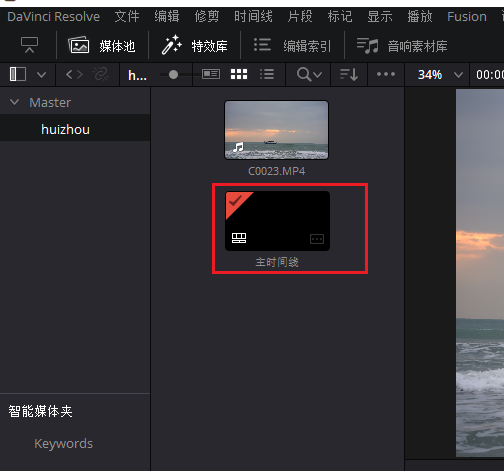 DaVinci Resolve 文件 编辑 修剪 时间线 片段 标记 显示 播放 Fusion
媒体池 特效库 编辑索引 音响素材库
h... 34% 00:00
Master
huizhou
C0023.MP4
主时间线
智能媒体夹
Keywords